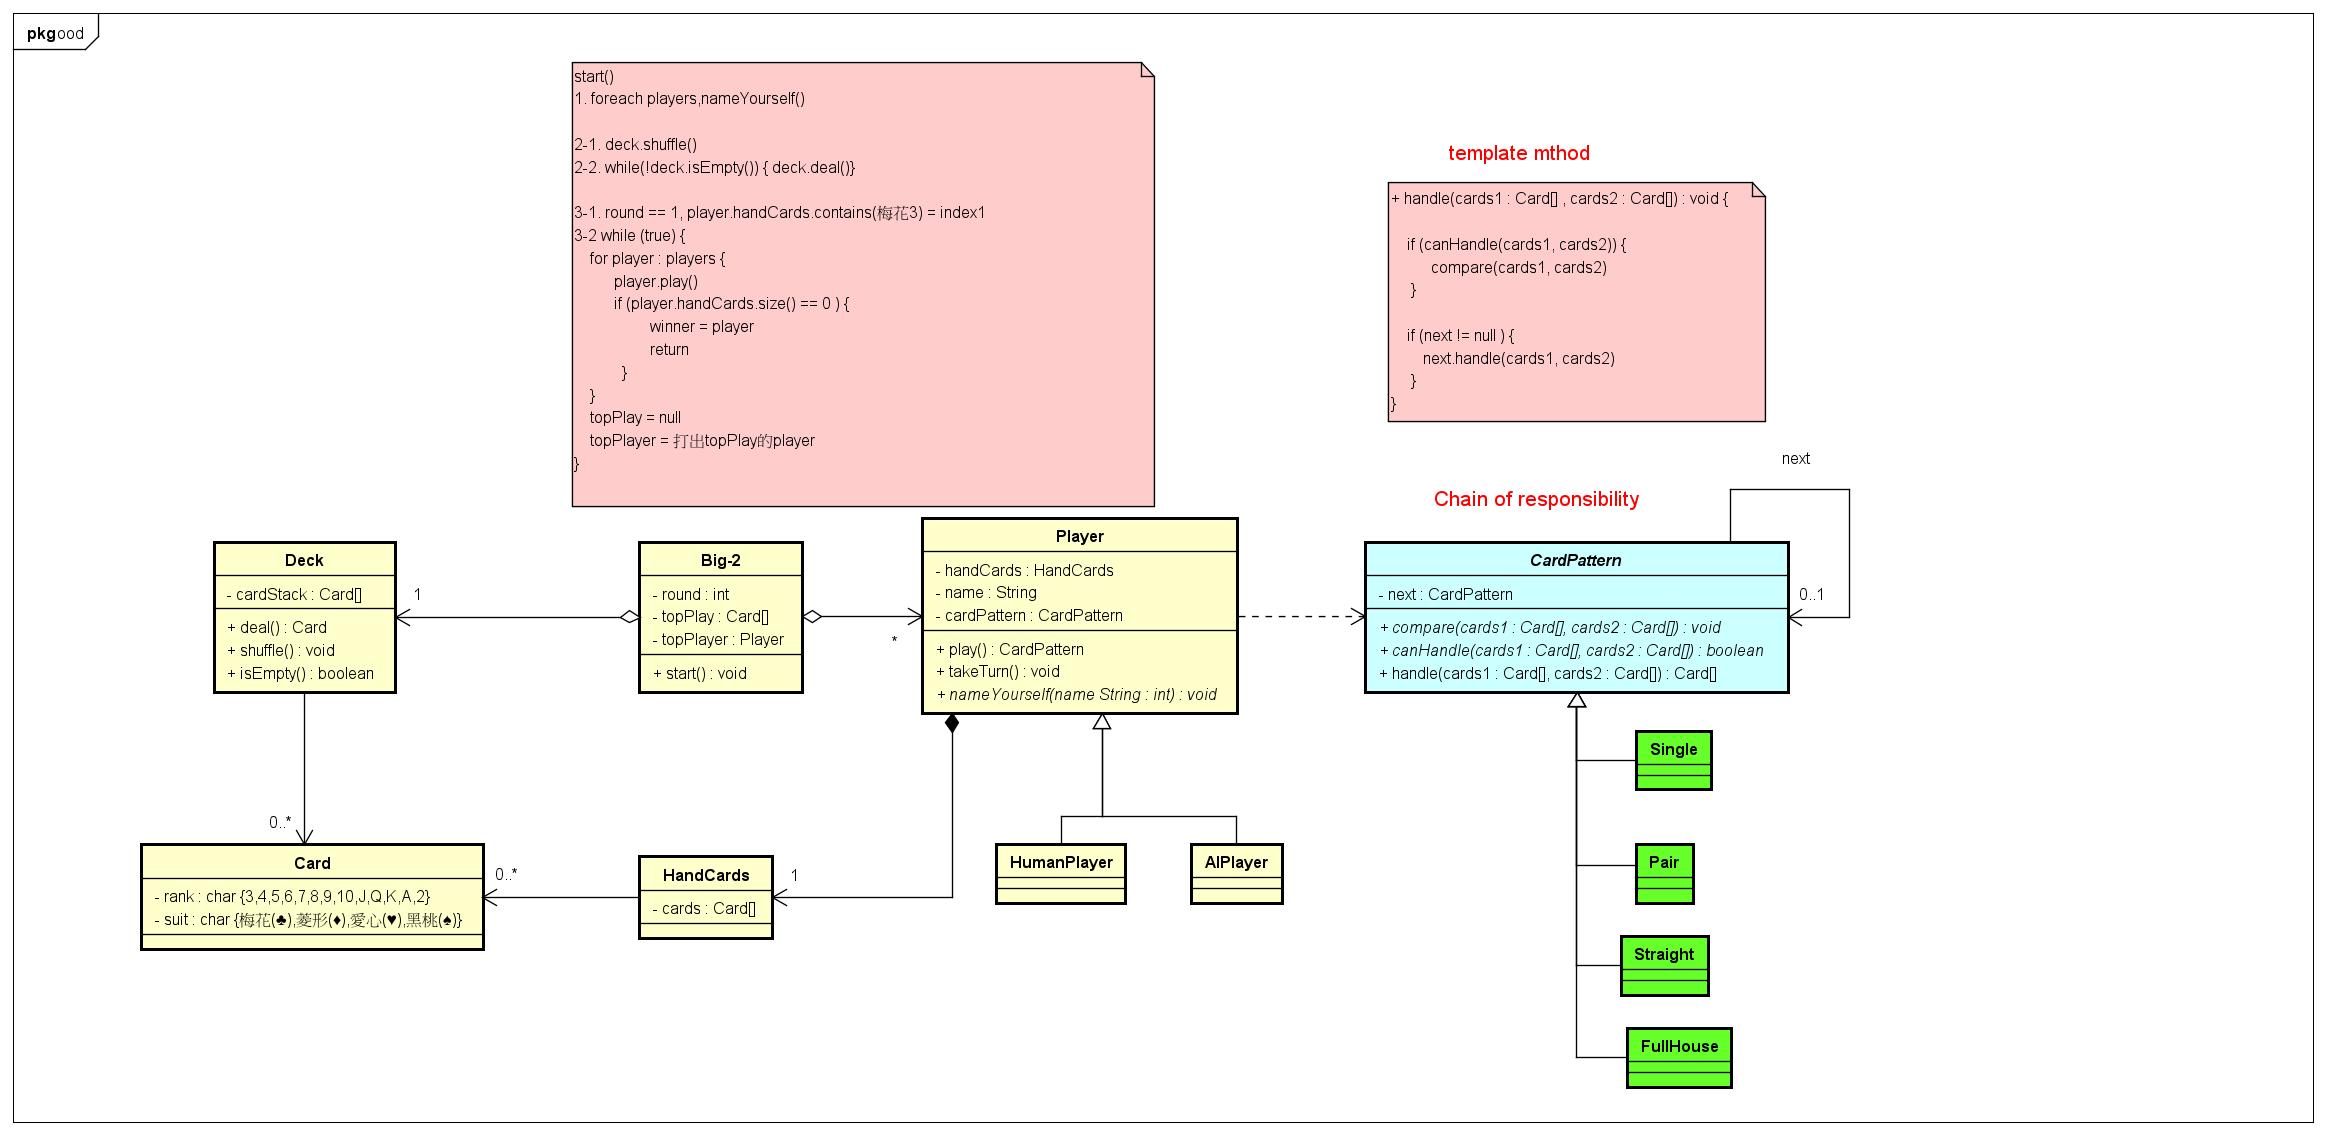 pkgood
start()
1. foreach players,nameYourself()
2-1. deck.shuffle()
2-2. while(!deck.isEmpty()) { deck.deal()}
3-1. round == 1, player.handCards.contains(梅花3) = index1
3-2 while (true) {
for player : players {
player.play()
if (player.handCards.size() == 0 ) {
winner = player
return
}
}
topPlay = null
topPlayer = 打出topPlay的player
}
template mthod
+ handle(cards1 : Card[] , cards2 : Card[]) : void {
if (canHandle(cards1, cards2)) {
compare(cards1, cards2)
}
if (next != null ) {
next.handle(cards1, cards2)
}
}
next
Chain of responsibility
Deck
- cardStack : Card[]
+ deal() : Card
+ shuffle() : void
+ isEmpty() : boolean
1
Big-2
- round : int
- topPlay : Card[]
- topPlayer : Player
+ start() : void
*
Player
- handCards : HandCards
- name : String
- cardPattern : CardPattern
+ play() : CardPattern
+ takeTurn() : void
+ nameYourself(name String : int) : void
CardPattern
- next : CardPattern
+ compare(cards1 : Card[], cards2 : Card[]) : void
+ canHandle(cards1 : Card[], cards2 : Card[]) : boolean
+ handle(cards1 : Card[], cards2 : Card[]) : Card[]
0..1
0..*
Card
- rank : char {3,4,5,6,7,8,9,10,J,Q,K,A,2}
- suit : char {梅花(♣),菱形(♦),愛心(♥),黑桃(♠)}
0..*
HandCards
- cards : Card[]
1
HumanPlayer
AIPlayer
Single
Pair
Straight
FullHouse